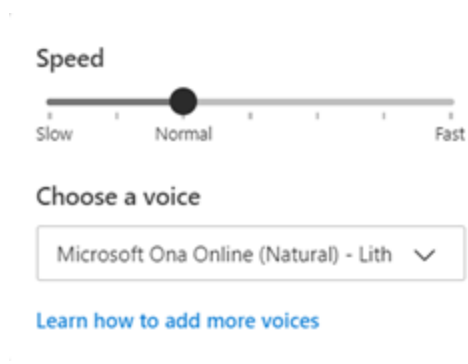 Speed
Slow Normal Fast
Choose a voice
Microsoft Ona Online (Natural) - Lith
Learn how to add more voices